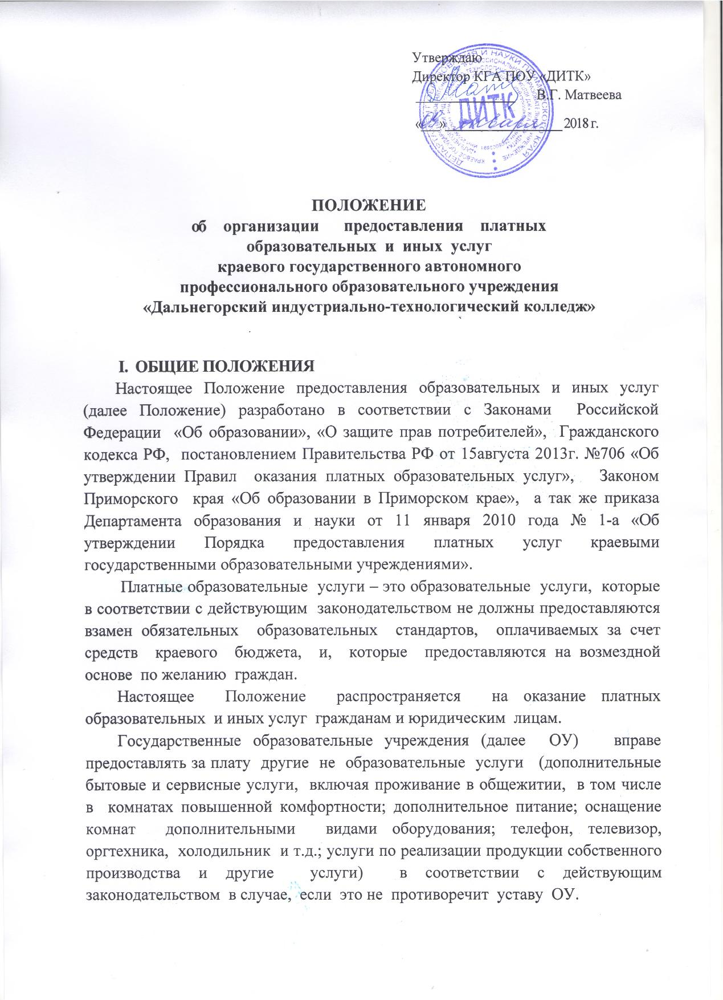 Утверждаю
Директор КГА ПОУ «ДИТК»
В.Г. Матвеева
« » января 2018 г.
ДИТК
ПОЛОЖЕНИЕ
об организации предоставления платных
образовательных и иных услуг
краевого государственного автономного
профессионального образовательного учреждения
«Дальнегорский индустриально-технологический колледж»
I. ОБЩИЕ ПОЛОЖЕНИЯ
Настоящее Положение предоставления образовательных и иных услуг
(далее Положение) разработано в соответствии с Законами Российской
Федерации «Об образовании», «О защите прав потребителей», Гражданского
кодекса РФ, постановлением Правительства РФ от 15августа 2013г. №706 «Об
утверждении Правил оказания платных образовательных услуг», Законом
Приморского края «Об образовании в Приморском крае», а так же приказа
Департамента образования и науки от 11 января 2010 года № 1-а «Об
утверждении Порядка предоставления платных услуг краевыми
государственными образовательными учреждениями».
Платные образовательные услуги – это образовательные услуги, которые
в соответствии с действующим законодательством не должны предоставляются
взамен обязательных образовательных стандартов, оплачиваемых за счет
средств краевого бюджета, и, которые предоставляются на возмездной
основе по желанию граждан.
Настоящее Положение распространяется на оказание платных
образовательных и иных услуг гражданам и юридическим лицам.
Государственные образовательные учреждения (далее ОУ) вправе
предоставлять за плату другие не образовательные услуги (дополнительные
бытовые и сервисные услуги, включая проживание в общежитии, в том числе
в комнатах повышенной комфортности; дополнительное питание; оснащение
комнат дополнительными видами оборудования; телефон, телевизор,
оргтехника, холодильник и т.д.; услуги по реализации продукции собственного
производства и другие услуги) в соответствии с действующим
законодательством в случае, если это не противоречит уставу ОУ.